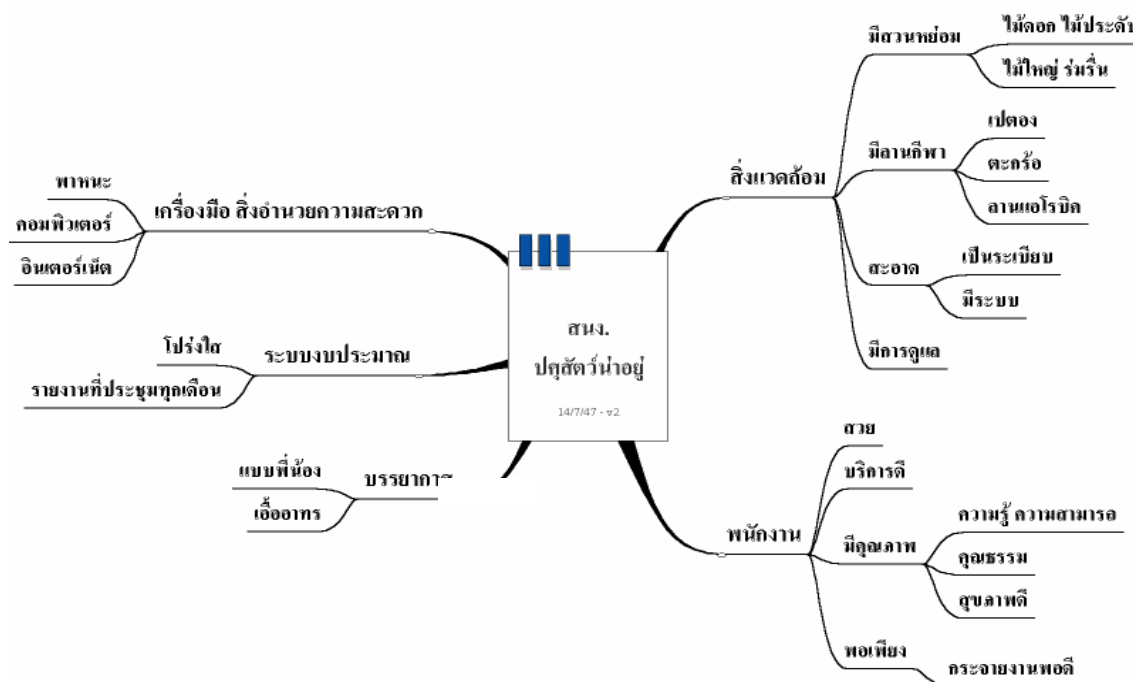 สนง.
ปศุสัตว์น่าอยู่
14/7/47 - v2
สิ่งแวดล้อม
มีสวนหย่อม
ไม้ดอก ไม้ประดับ
ไม้ใหญ่ ร่มรื่น
มีลานกีฬา
เปตอง
ตะกร้อ
ลานแอโรบิค
สะอาด
เป็นระเบียบ
มีระบบ
มีการดูแล
พนักงาน
สวย
บริการดี
มีคุณภาพ
ความรู้ ความสามารถ
คุณธรรม
สุขภาพดี
พอเพียง
กระจายงานพอดี
เครื่องมือ สิ่งอำนวยความสะดวก
พาหนะ
คอมพิวเตอร์
อินเตอร์เน็ต
ระบบงบประมาณ
โปร่งใส
รายงานที่ประชุมทุกเดือน
แบบพี่น้อง
เอื้ออาทร